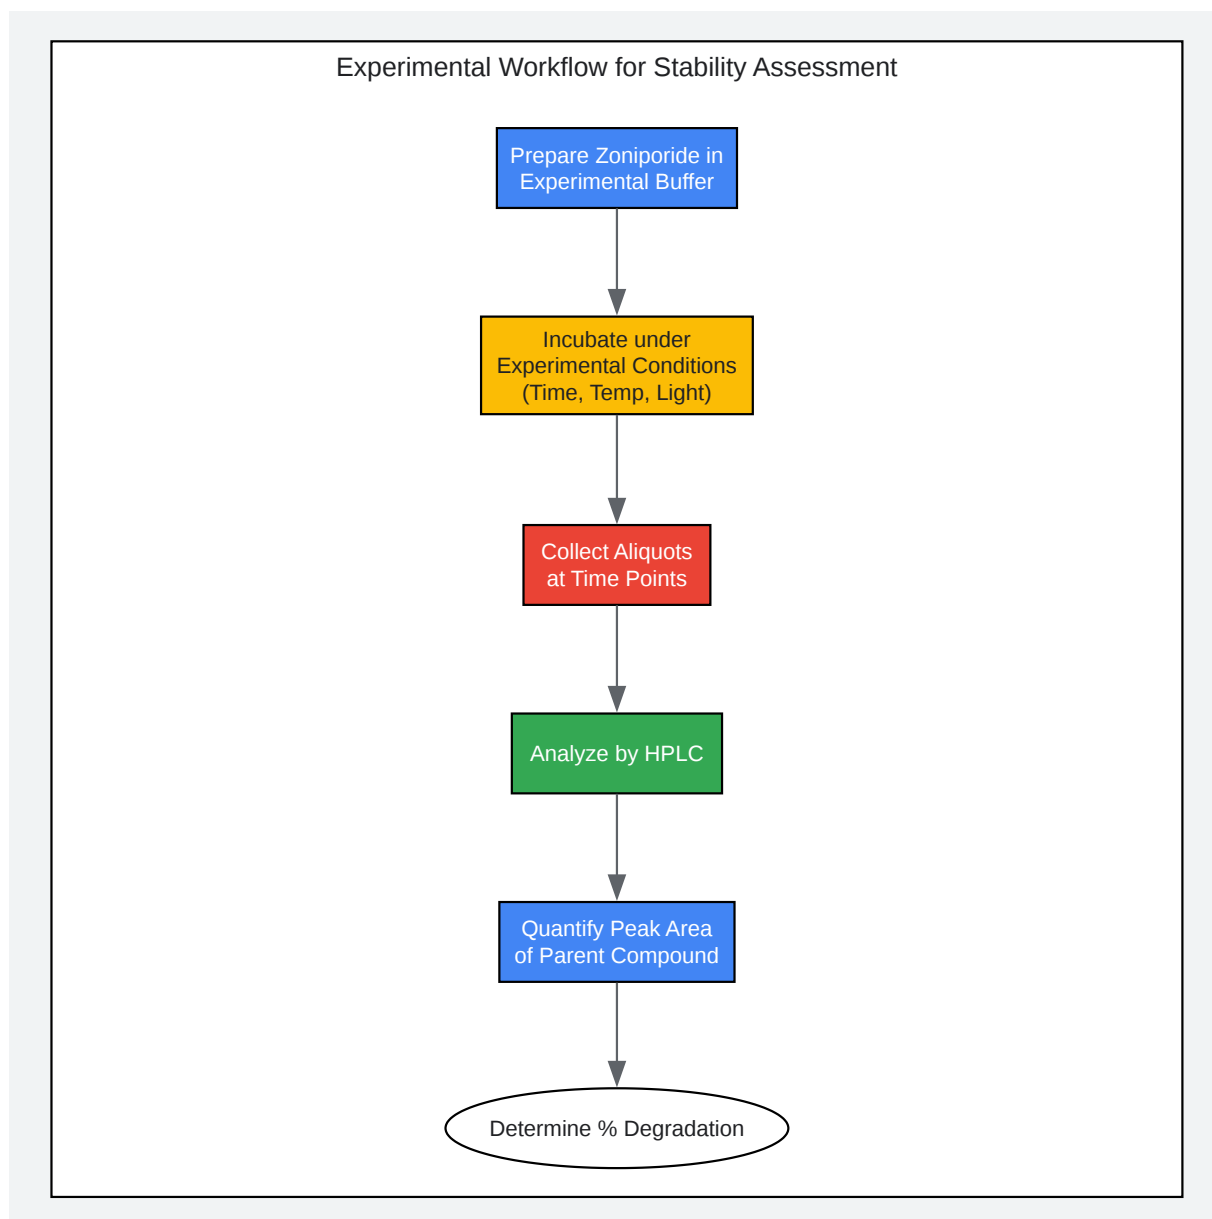 Experimental Workflow for Stability Assessment
Prepare Zoniporide in
Experimental Buffer
Incubate under
Experimental Conditions
(Time, Temp, Light)
Collect Aliquots
at Time Points
Analyze by HPLC
Quantify Peak Area
of Parent Compound
Determine % Degradation